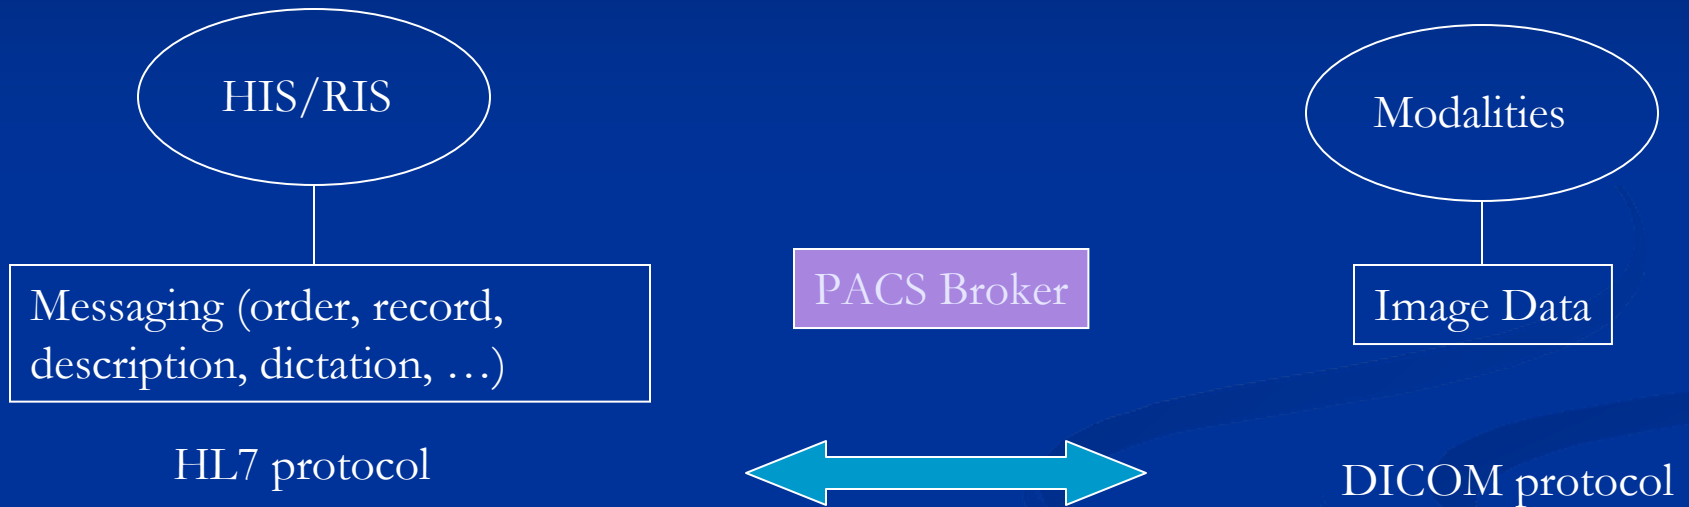 HIS/RIS
Modalities
PACS Broker
Messaging (order, record,
description, dictation, …)
Image Data
HL7 protocol
DICOM protocol